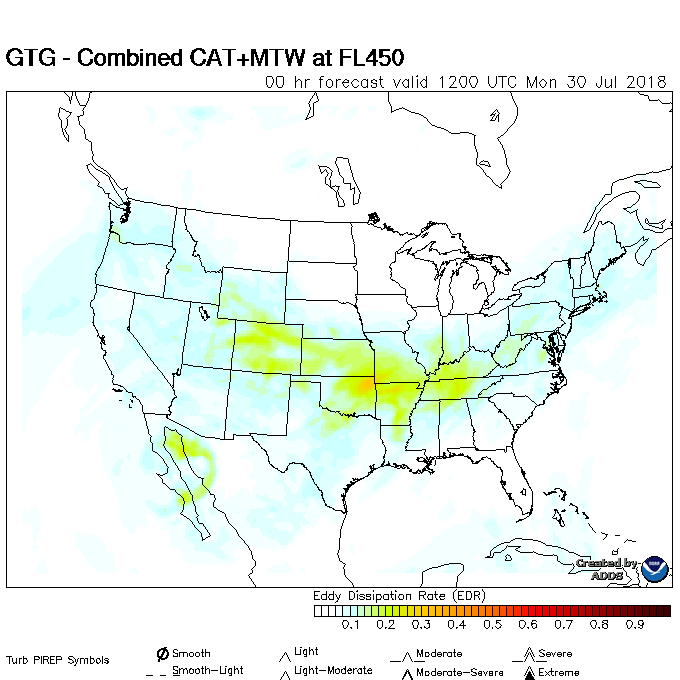 GTG - Combined CAT+MTW at FL450
00 hr forecast valid 1200 UTC Mon 30 Jul 2018
Created by
ADDS
Eddy Dissipation Rate (EDR)
0.1 0.2 0.3 0.4 0.5 0.6 0.7 0.8 0.9
Turb PIREP Symbols
Smooth
Light
Moderate
Severe
Smooth-Light
Light-Moderate
Moderate-Severe
Extreme